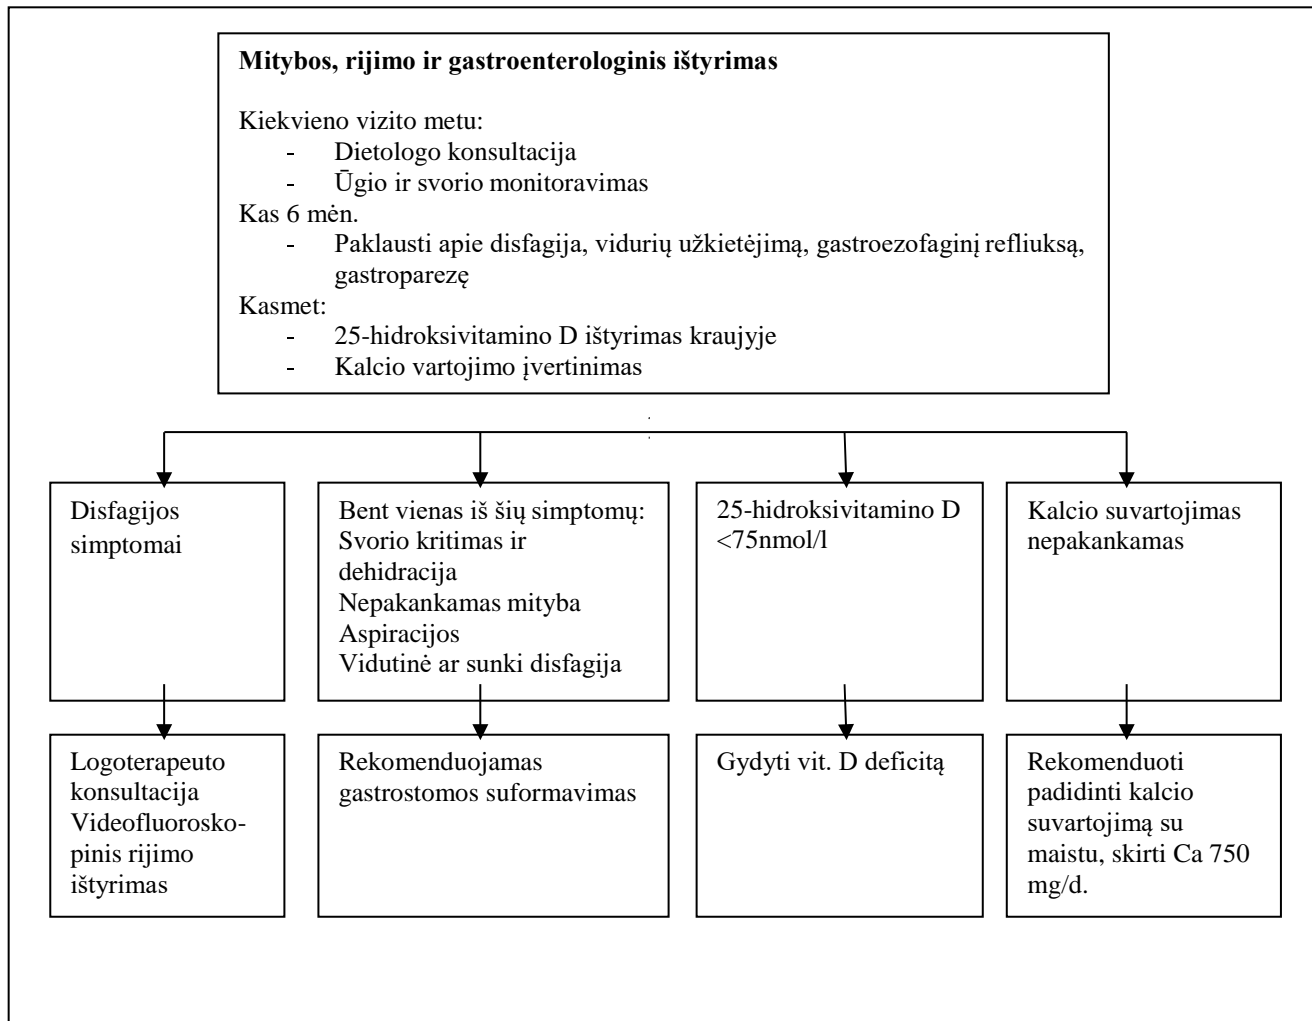 Mitybos, rijimo ir gastroenterologinis ištyrimas
Kiekvieno vizito metu:
- Dietologo konsultacija
- Ūgio ir svorio monitoravimas
Kas 6 mėn.
- Paklausti apie disfagija, vidurių užkietėjimą, gastroezofaginį refliuksą,
gastroparezę
Kasmet:
- 25-hidroksivitamino D ištyrimas kraujyje
- Kalcio vartojimo įvertinimas
Disfagijos
simptomai
Bent vienas iš šių simptomų:
Svorio kritimas ir
dehidracija
Nepakankamas mityba
Aspiracijos
Vidutinė ar sunki disfagija
25-hidroksivitamino D
<75nmol/l
Kalcio suvartojimas
nepakankamas
Logoterapeuto
konsultacija
Videofluorosko-
pinis rijimo
ištyrimas
Rekomenduojamas
gastrostomos suformavimas
Gydyti vit. D deficitą
Rekomenduoti
padidinti kalcio
suvartojimą su
maistu, skirti Ca 750
mg/d.